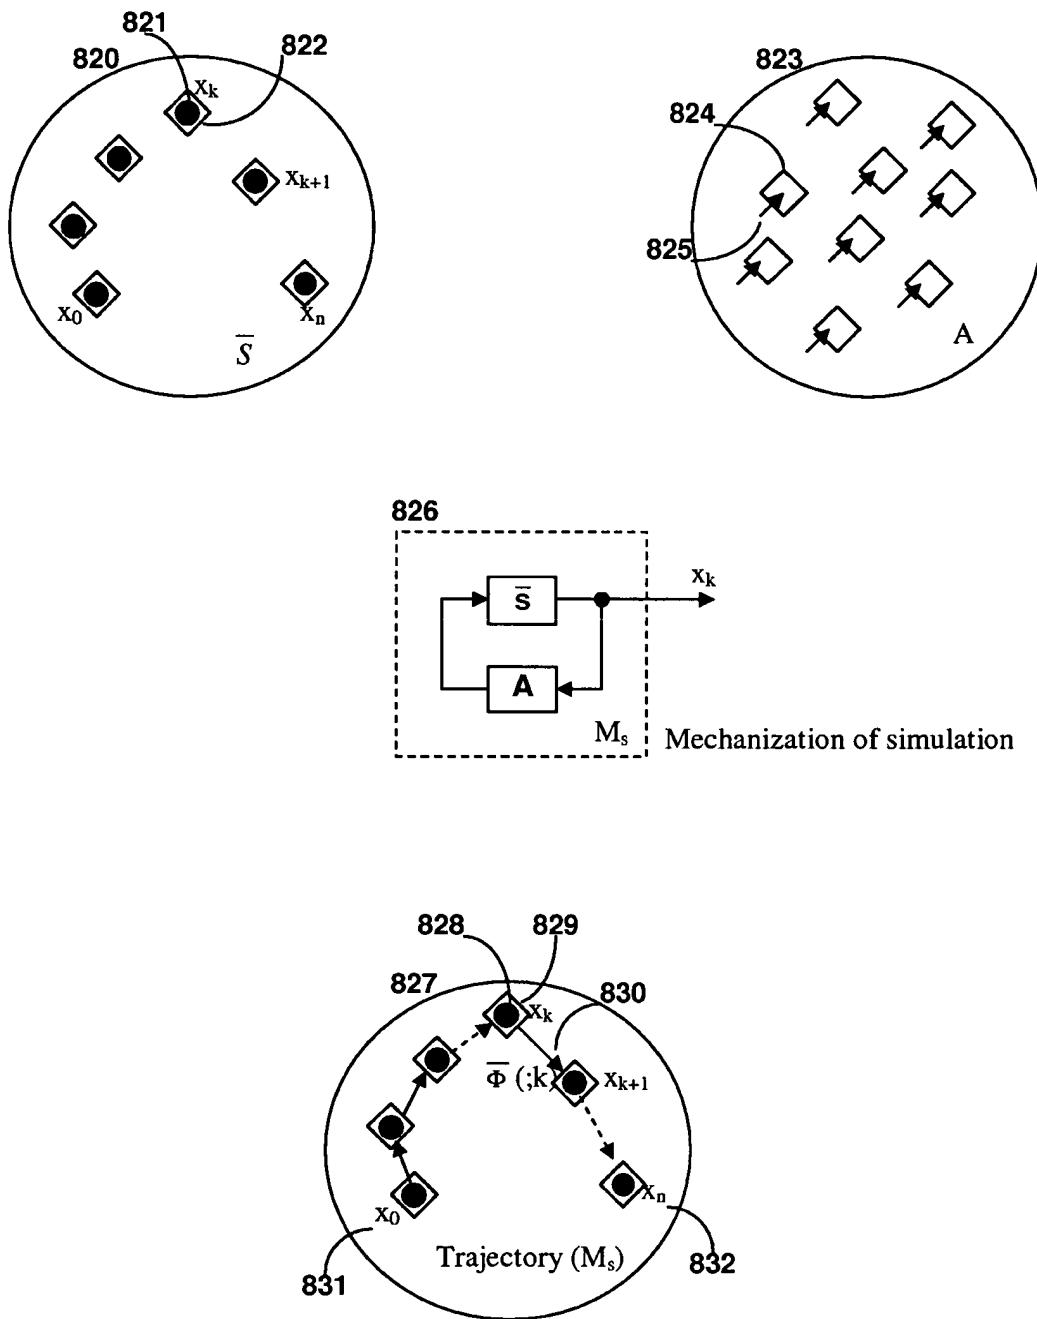 821
820
822
x_k
x_{k+1}
x_0
x_n
S̅
823
824
825
A
826
s̅
x_k
A
M_s
Mechanization of simulation
828
829
827
830
x_k
Φ̅ (;k)
x_{k+1}
x_n
x_0
Trajectory (M_s)
831
832